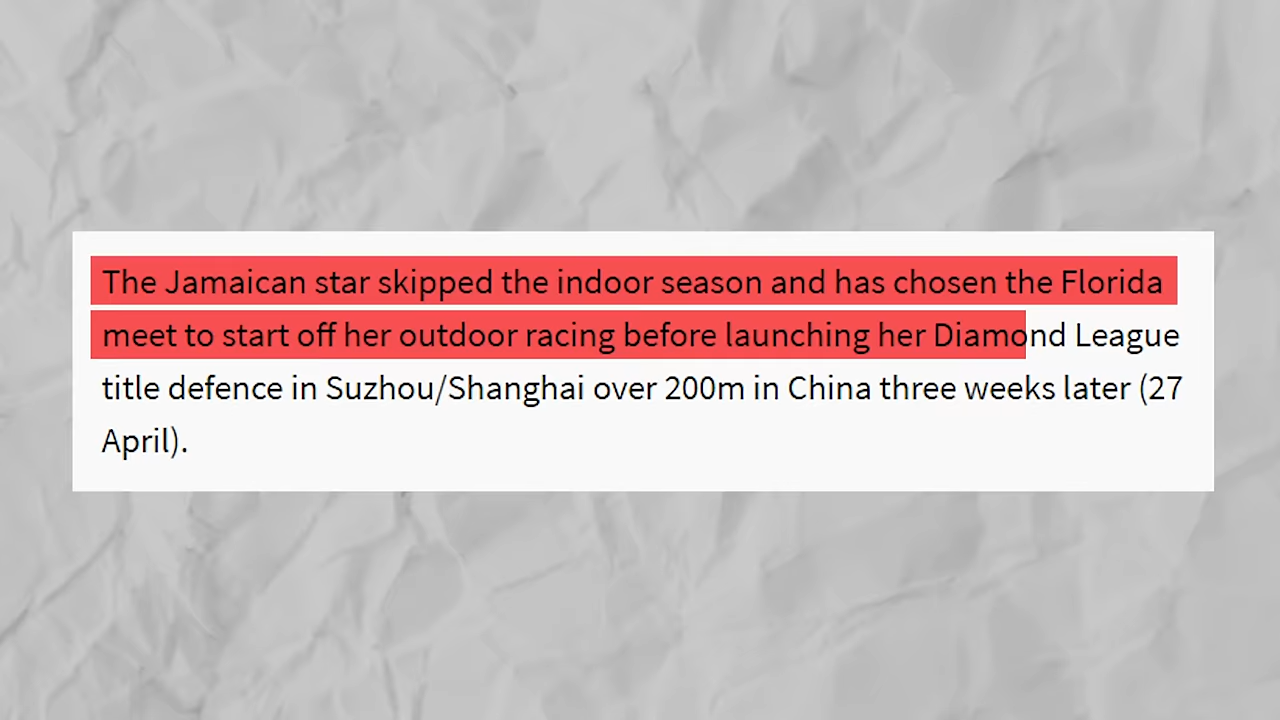 The Jamaican star skipped the indoor season and has chosen the Florida
meet to start off her outdoor racing before launching her Diamond League
title defence in Suzhou/Shanghai over 200m in China three weeks later (27
April).